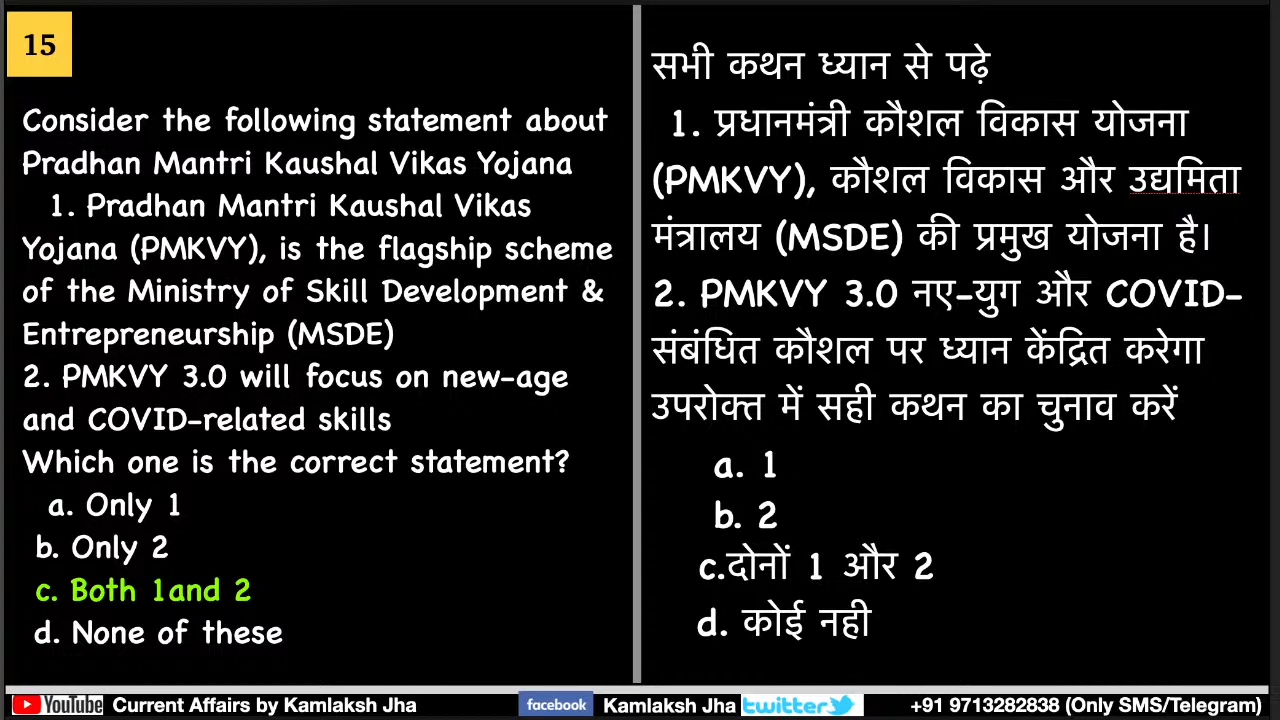 15
Consider the following statement about
Pradhan Mantri Kaushal Vikas Yojana
1. Pradhan Mantri Kaushal Vikas
Yojana (PMKVY), is the flagship scheme
of the Ministry of Skill Development &
Entrepreneurship (MSDE)
2. PMKVY 3.0 will focus on new-age
and COVID-related skills
Which one is the correct statement?
a. Only 1
b. Only 2
c. Both 1and 2
d. None of these
सभी कथन ध्यान से पढ़े
1. प्रधानमंत्री कौशल विकास योजना
(PMKVY), कौशल विकास और उद्यमिता
मंत्रालय (MSDE) की प्रमुख योजना है।
2. PMKVY 3.0 नए-युग और COVID-
संबंधित कौशल पर ध्यान केंद्रित करेगा
उपरोक्त में सही कथन का चुनाव करें
a. 1
b. 2
c.दोनों 1 और 2
d. कोई नही
YouTube Current Affairs by Kamlaksh Jha facebook Kamlaksh Jha twitter +91 9713282838 (Only SMS/Telegram)